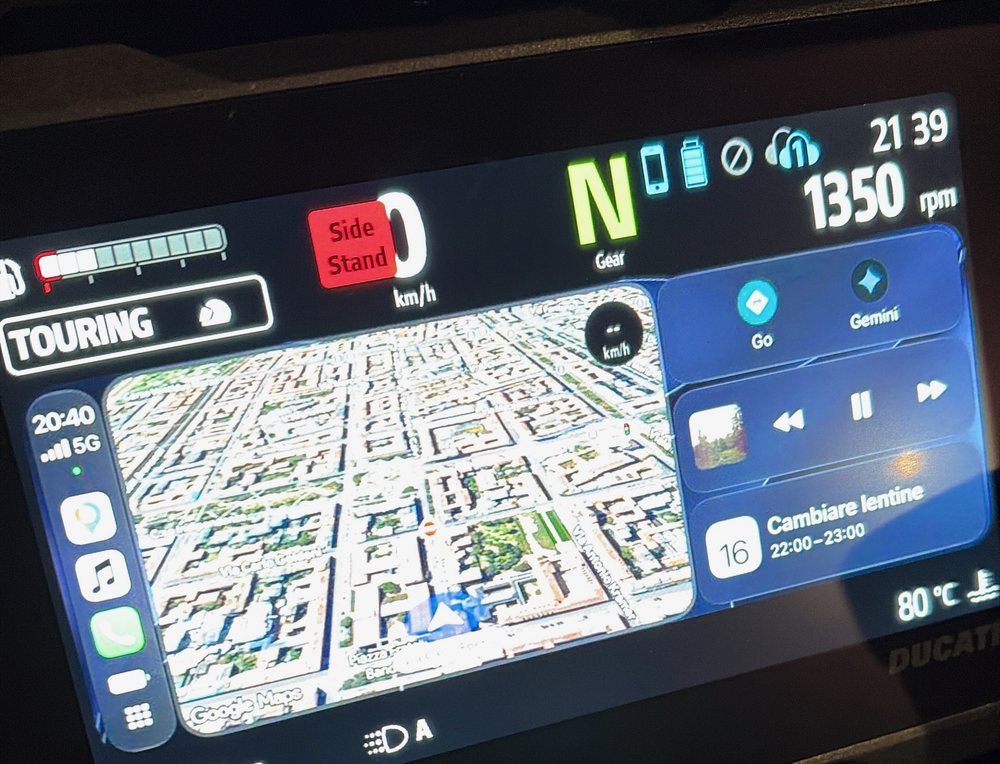 21 39
1350 rpm
Side
Stand
0
km/h
N
Gear
1
TOURING
--
km/h
Go
Gemini
20:40
5G
Cambiare lentine
22:00–23:00
16
Google Maps
80 °C
DUCATI
A